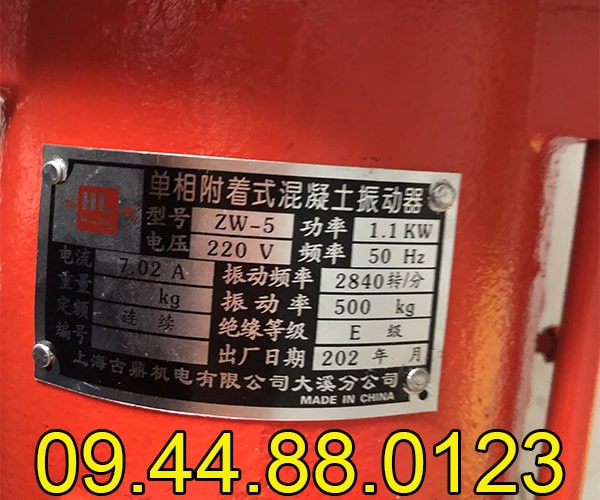 HL
单相附着式混凝土振动器
型号 ZW-5 功率 1.1 KW
电压 220 V 频率 50 Hz
电流 7.02 A 振动频率 2840 转/分
重量 kg 振动率 500 kg
定额 连续 绝缘等级 E 级
编号 出厂日期 202 年 月
上海古鼎机电有限公司大溪分公司
MADE IN CHINA
09.44.88.0123